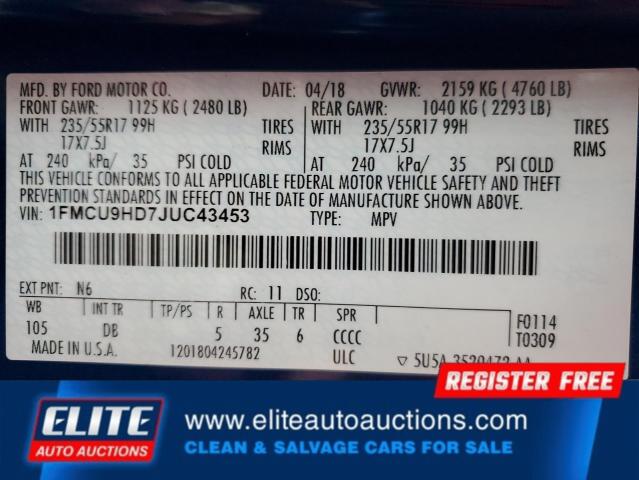 MFD. BY FORD MOTOR CO. DATE: 04/18 GVWR: 2159 KG ( 4760 LB)
FRONT GAWR: 1125 KG ( 2480 LB) REAR GAWR: 1040 KG ( 2293 LB)
WITH 235/55R17 99H TIRES WITH 235/55R17 99H TIRES
17X7.5J RIMS 17X7.5J RIMS
AT 240 kPa/ 35 PSI COLD AT 240 kPa/ 35 PSI COLD
THIS VEHICLE CONFORMS TO ALL APPLICABLE FEDERAL MOTOR VEHICLE SAFETY AND THEFT
PREVENTION STANDARDS IN EFFECT ON THE DATE OF MANUFACTURE SHOWN ABOVE.
VIN: 1FMCU9HD7JUC43453 TYPE: MPV
EXT PNT: N6 RC: 11 DSO:
WB INT TR TP/PS R AXLE TR SPR
105 DB 5 35 6 CCCC
F0114
T0309
MADE IN U.S.A. 1201804245782 ULC ▽ 5U5A
REGISTER FREE
ELITE
AUTO AUCTIONS
www.eliteautoauctions.com
CLEAN & SALVAGE CARS FOR SALE